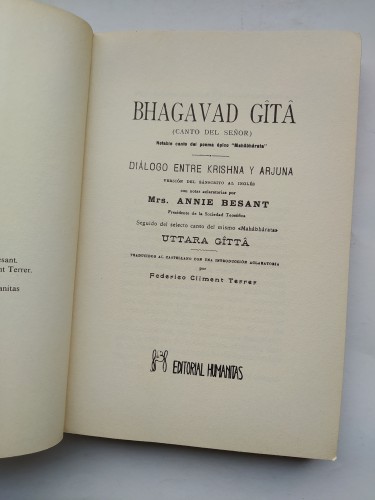 esant.
nt Terrer.
anitas
BHAGAVAD GÎTÂ
(CANTO DEL SEÑOR)
Notable canto del poema épico "Mahâbhârata"
DIÁLOGO ENTRE KRISHNA Y ARJUNA
VERSIÓN DEL SÁNSCRITO AL INGLÉS
con notas aclaratorias por
Mrs. ANNIE BESANT
Presidente de la Sociedad Teosófica
Seguido del selecto canto del mismo «Mahâbhârata»
UTTARA GÎTTÂ
TRADUCIDOS AL CASTELLANO CON UNA INTRODUCCIÓN ACLARATORIA
por
Federico Climent Terrer
EDITORIAL HUMANITAS